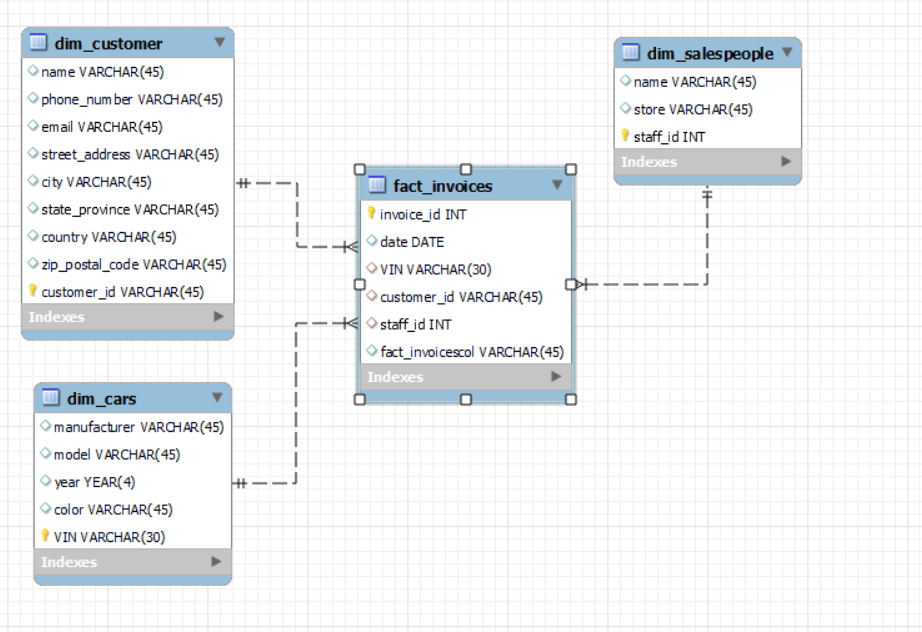 dim_customer
name VARCHAR(45)
phone_number VARCHAR(45)
email VARCHAR(45)
street_address VARCHAR(45)
city VARCHAR(45)
state_province VARCHAR(45)
country VARCHAR(45)
zip_postal_code VARCHAR(45)
customer_id VARCHAR(45)
Indexes
dim_salespeople
name VARCHAR(45)
store VARCHAR(45)
staff_id INT
Indexes
fact_invoices
invoice_id INT
date DATE
VIN VARCHAR(30)
customer_id VARCHAR(45)
staff_id INT
fact_invoicescol VARCHAR(45)
Indexes
dim_cars
manufacturer VARCHAR(45)
model VARCHAR(45)
year YEAR(4)
color VARCHAR(45)
VIN VARCHAR(30)
Indexes